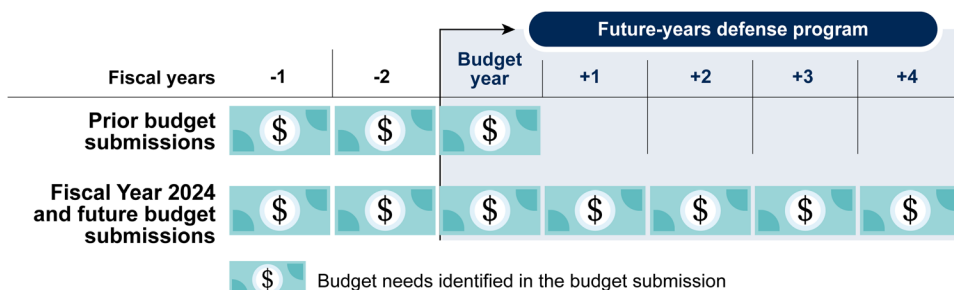 Future-years defense program
Fiscal years -1 -2 Budget year +1 +2 +3 +4
Prior budget
submissions
$ $ $
Fiscal Year 2024
and future budget
submissions
$ $ $ $ $ $ $
$ Budget needs identified in the budget submission